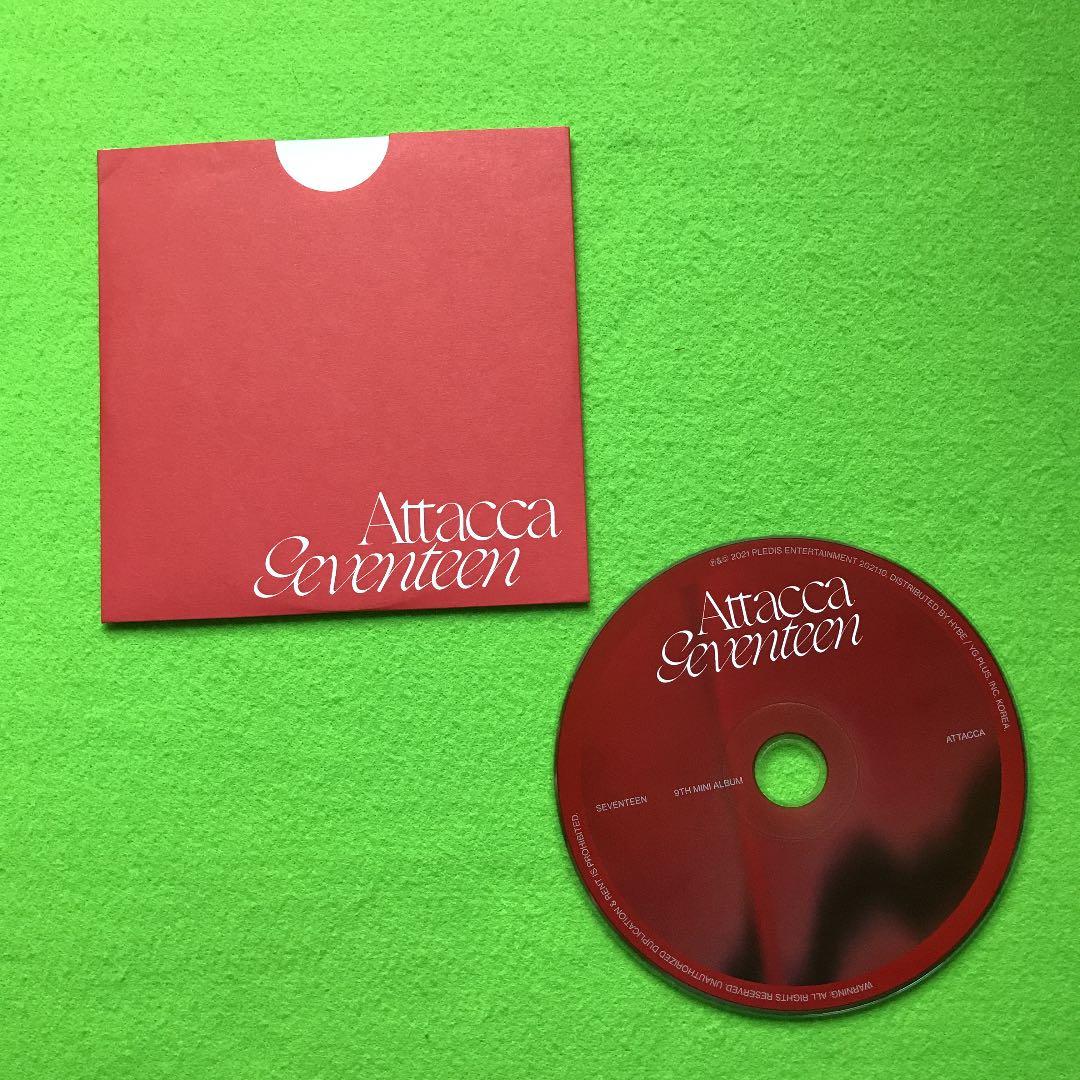 Attacca
Seventeen
℗&© 2021 PLEDIS ENTERTAINMENT 202110. DISTRIBUTED BY HYBE / YG PLUS. INC. KOREA.
Attacca
Seventeen
SEVENTEEN 9TH MINI ALBUM ATTACCA
WARNING: ALL RIGHTS RESERVED. UNAUTHORIZED DUPLICATION & RENT IS PROHIBITED.